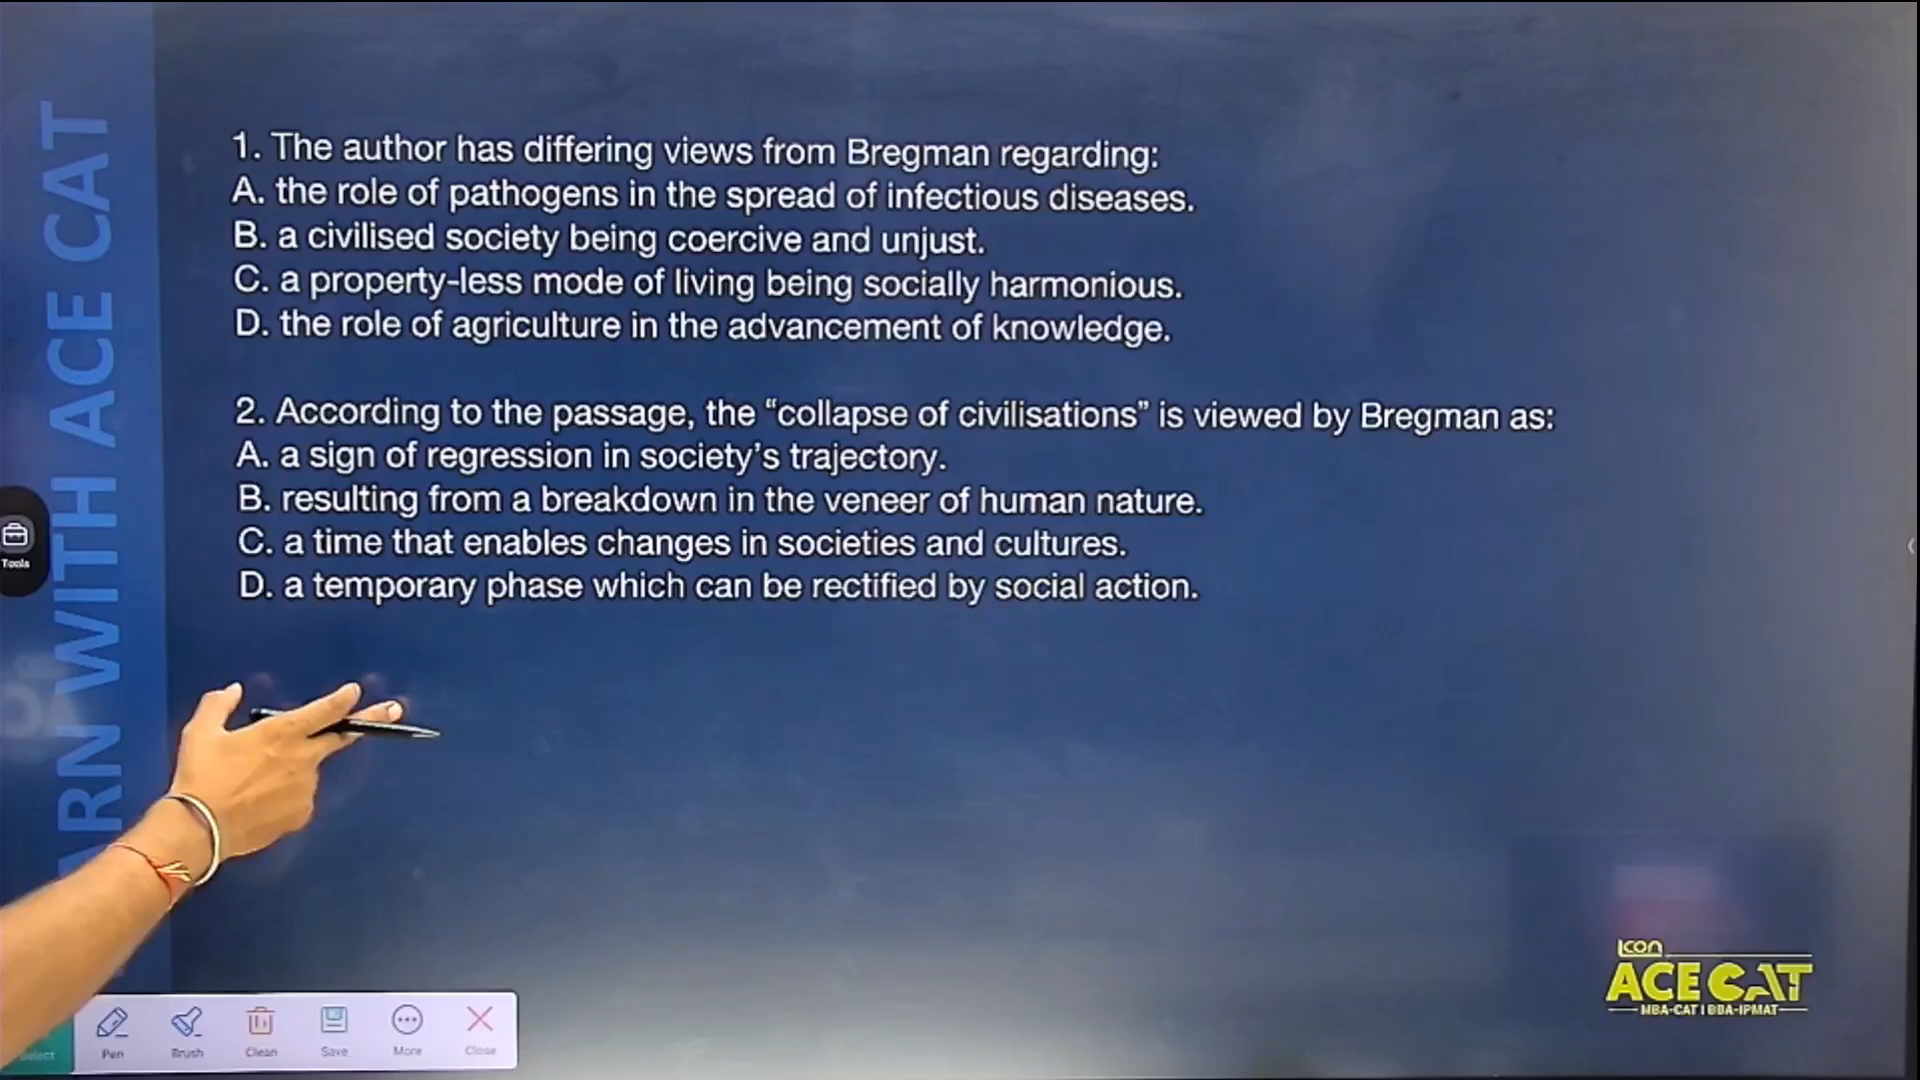 1. The author has differing views from Bregman regarding:
A. the role of pathogens in the spread of infectious diseases.
B. a civilised society being coercive and unjust.
C. a property-less mode of living being socially harmonious.
D. the role of agriculture in the advancement of knowledge.
2. According to the passage, the “collapse of civilisations” is viewed by Bregman as:
A. a sign of regression in society’s trajectory.
B. resulting from a breakdown in the veneer of human nature.
C. a time that enables changes in societies and cultures.
D. a temporary phase which can be rectified by social action.
ARN WITH ACE CAT
Tools
Select
Pen
Brush
Clean
Save
More
Close
icon
ACE CAT
MBA-CAT | BBA-IPMAT